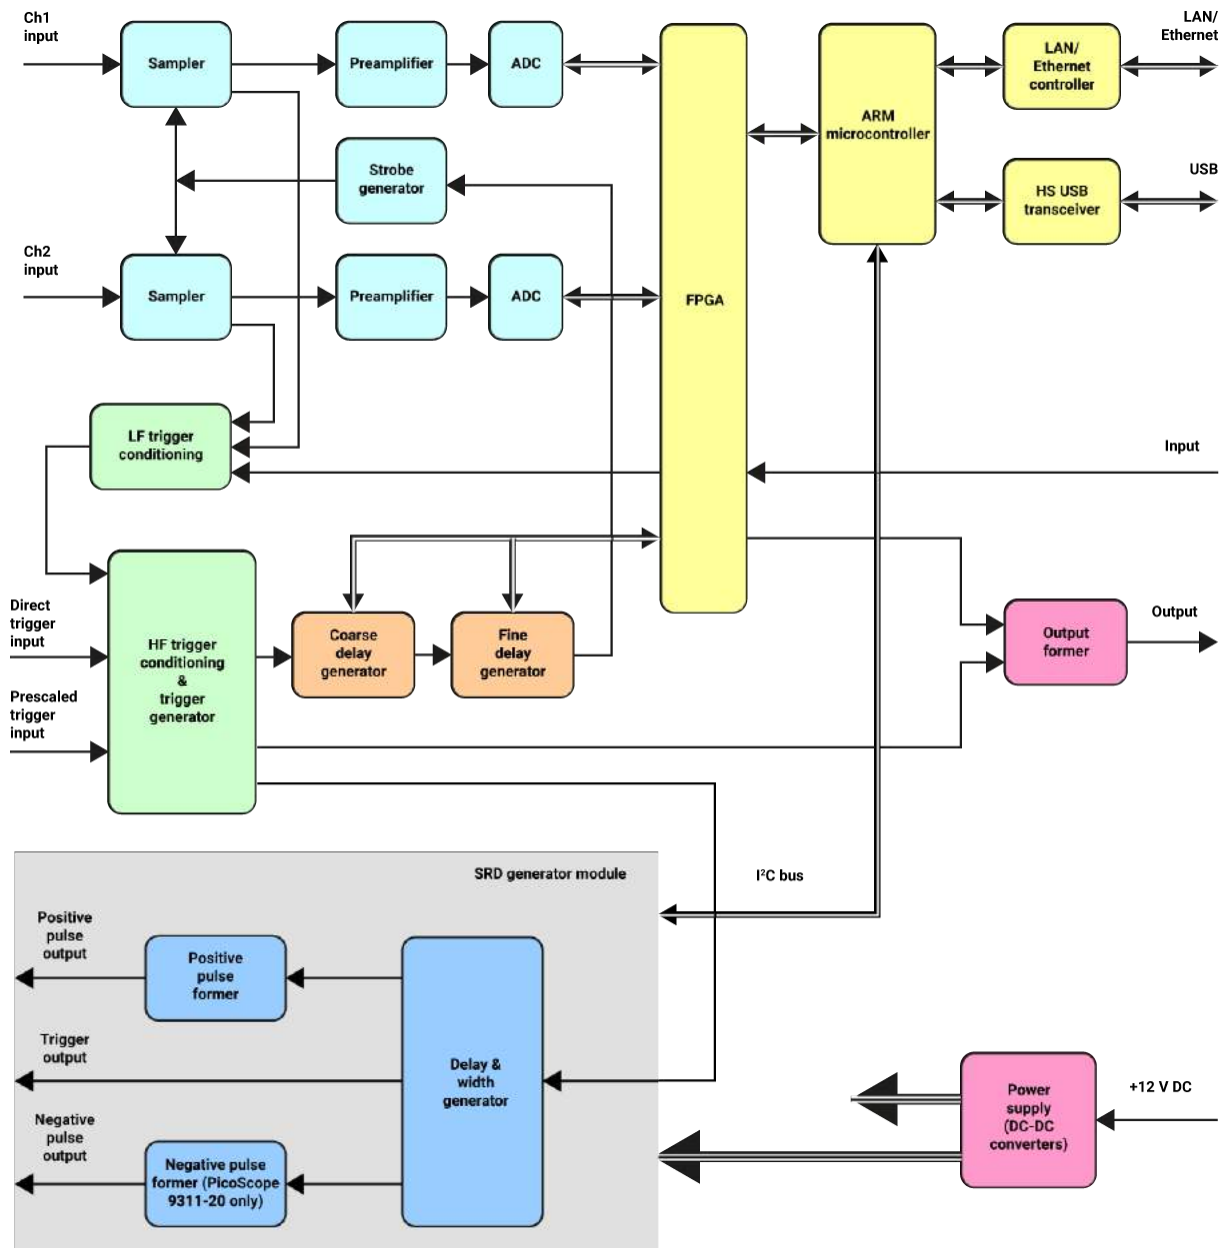 Ch1
input
Sampler
Preamplifier
ADC
LAN/
Ethernet
LAN/
Ethernet
controller
ARM
microcontroller
Strobe
generator
HS USB
transceiver
USB
Ch2
input
Sampler
Preamplifier
ADC
FPGA
LF trigger
conditioning
Input
Direct
trigger
input
Prescaled
trigger
input
HF trigger
conditioning
&
trigger
generator
Coarse
delay
generator
Fine
delay
generator
Output
former
Output
SRD generator module
I²C bus
Positive
pulse
output
Positive
pulse
former
Trigger
output
Delay &
width
generator
Negative
pulse
output
Negative pulse
former (PicoScope
9311-20 only)
Power
supply
(DC-DC
converters)
+12 V DC